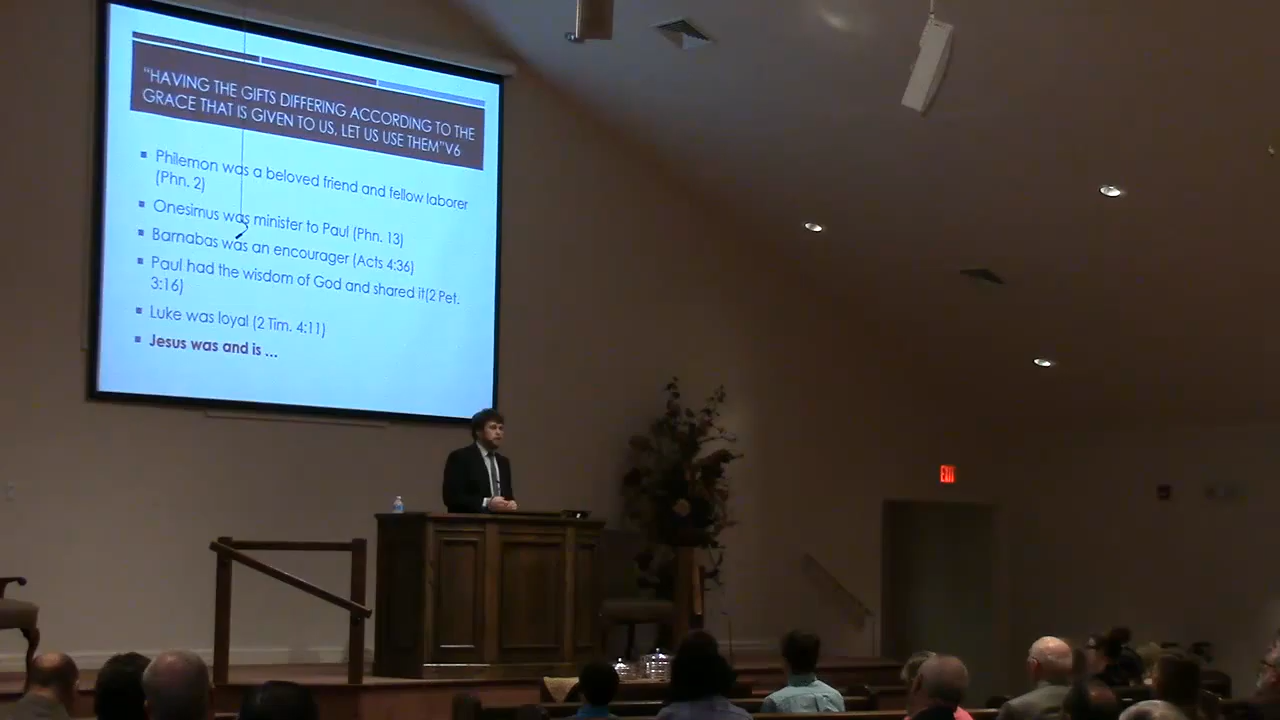 "HAVING THE GIFTS DIFFERING ACCORDING TO THE
GRACE THAT IS GIVEN TO US, LET US USE THEM"V6
Philemon was a beloved friend and fellow laborer
(Phn. 2)
Onesimus was minister to Paul (Phn. 13)
Barnabas was an encourager (Acts 4:36)
Paul had the wisdom of God and shared it(2 Pet.
3:16)
Luke was loyal (2 Tim. 4:11)
Jesus was and is ...
EXIT